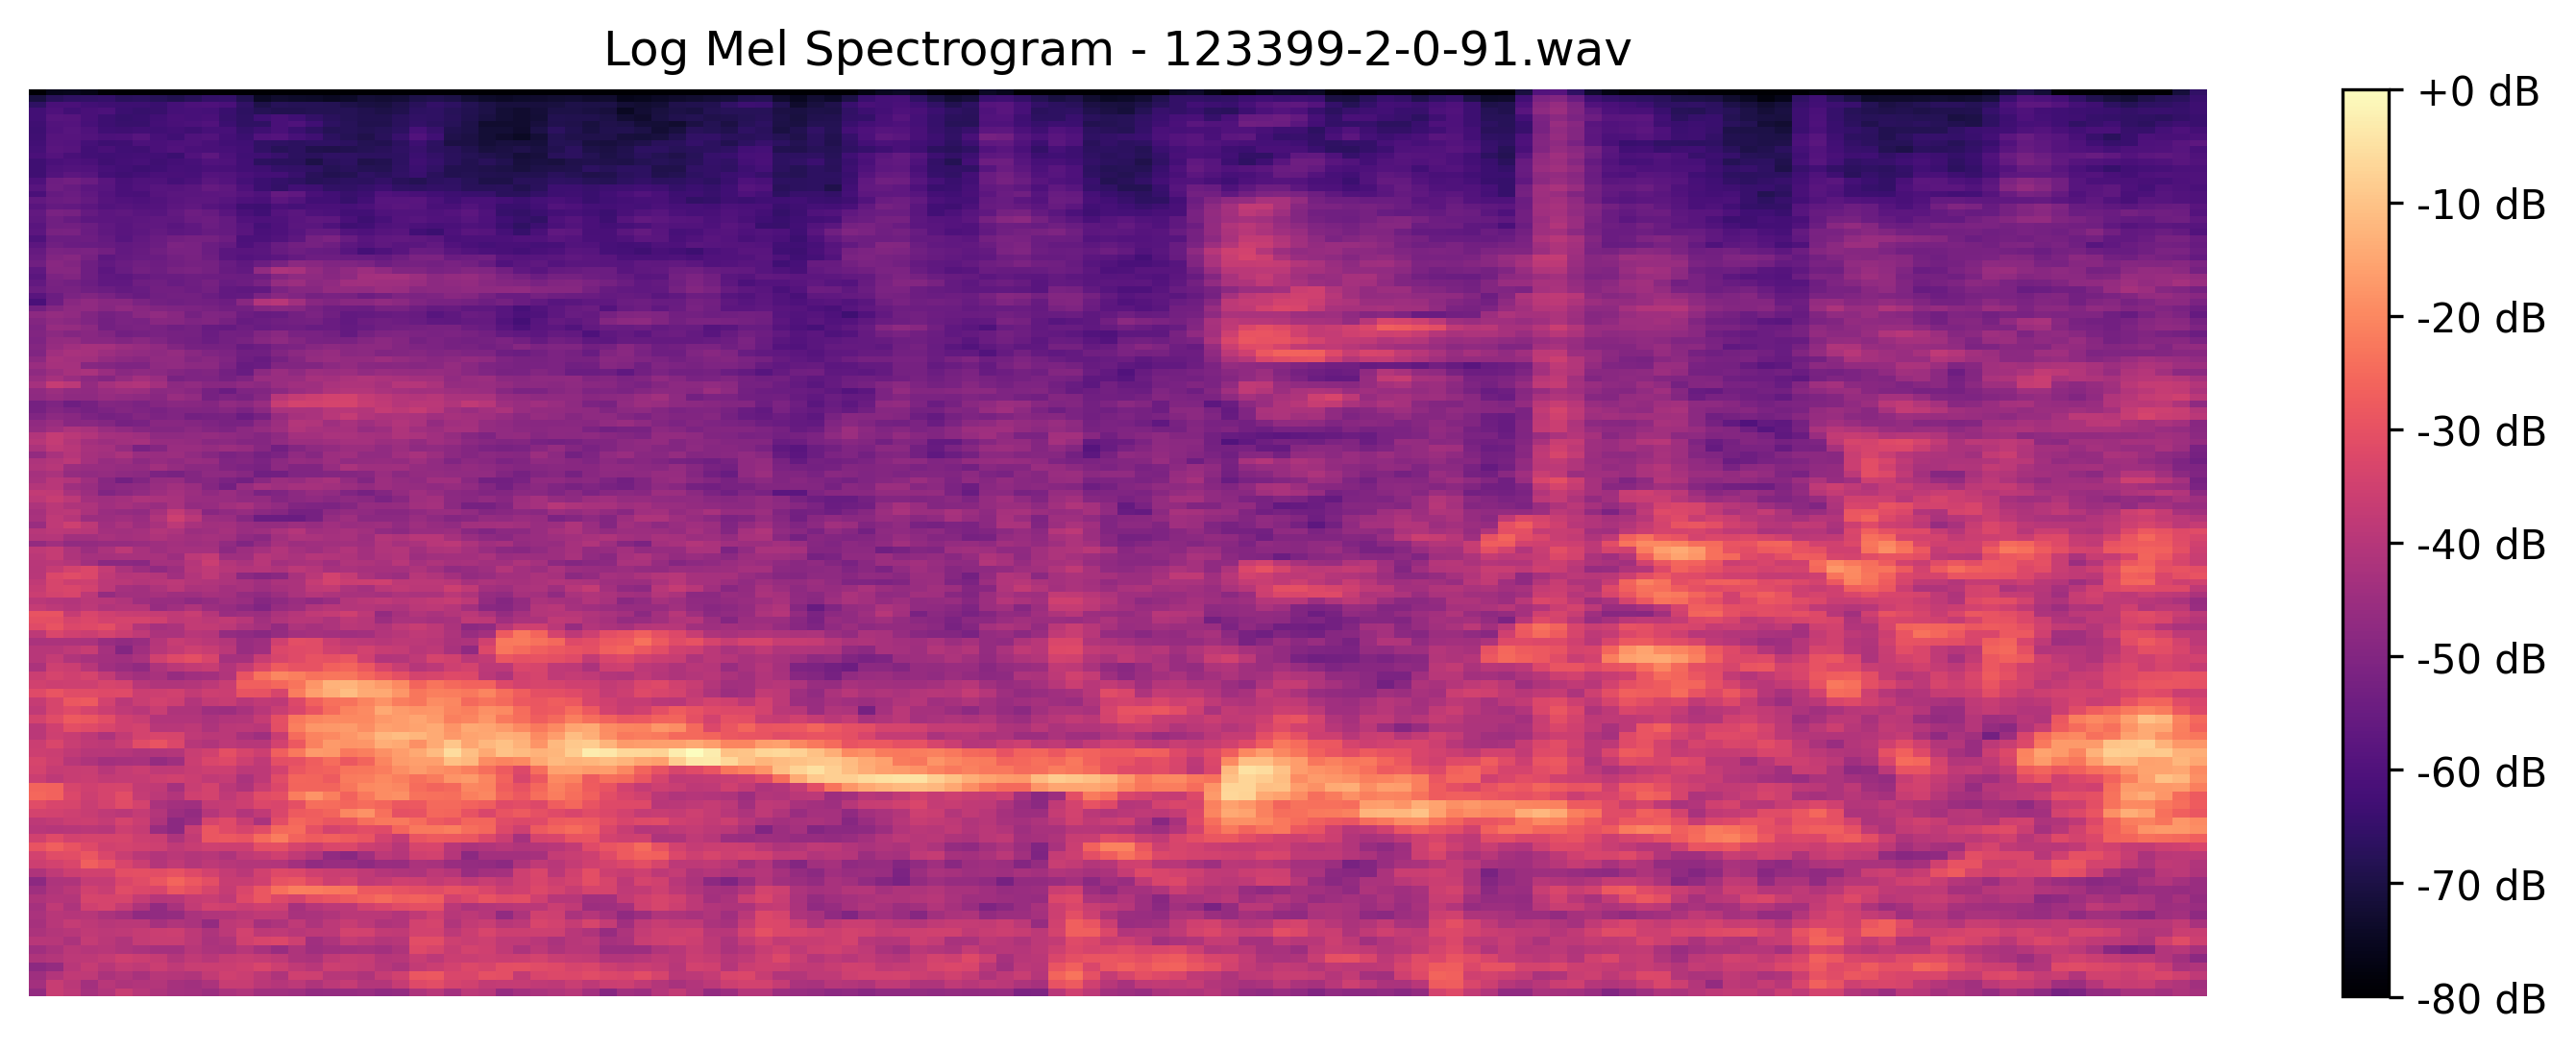 Log Mel Spectrogram - 123399-2-0-91.wav
+0 dB
-10 dB
-20 dB
-30 dB
-40 dB
-50 dB
-60 dB
-70 dB
-80 dB